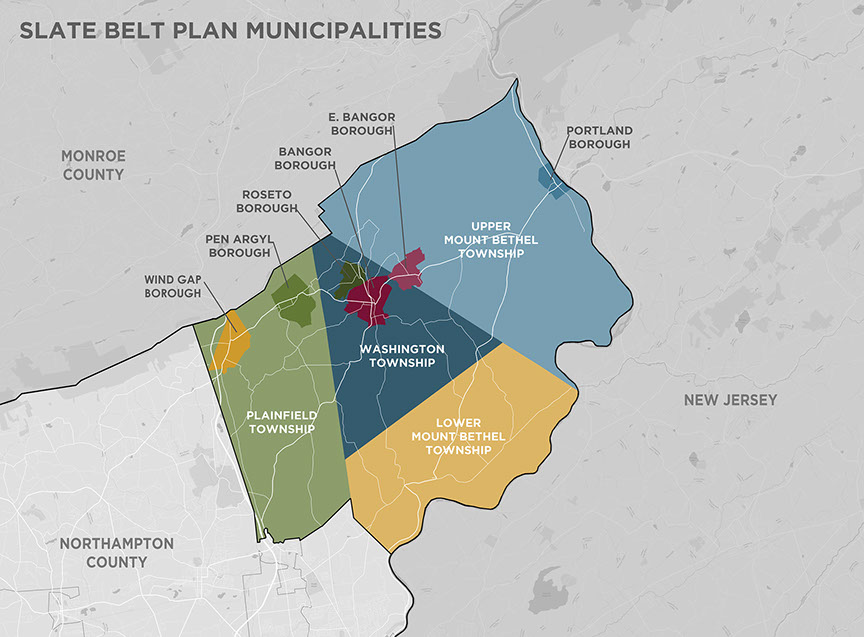 SLATE BELT PLAN MUNICIPALITIES
E. BANGOR
BOROUGH
PORTLAND
BOROUGH
BANGOR
BOROUGH
MONROE
COUNTY
ROSETO
BOROUGH
UPPER
MOUNT BETHEL
TOWNSHIP
PEN ARGYL
BOROUGH
WIND GAP
BOROUGH
WASHINGTON
TOWNSHIP
NEW JERSEY
PLAINFIELD
TOWNSHIP
LOWER
MOUNT BETHEL
TOWNSHIP
NORTHAMPTON
COUNTY